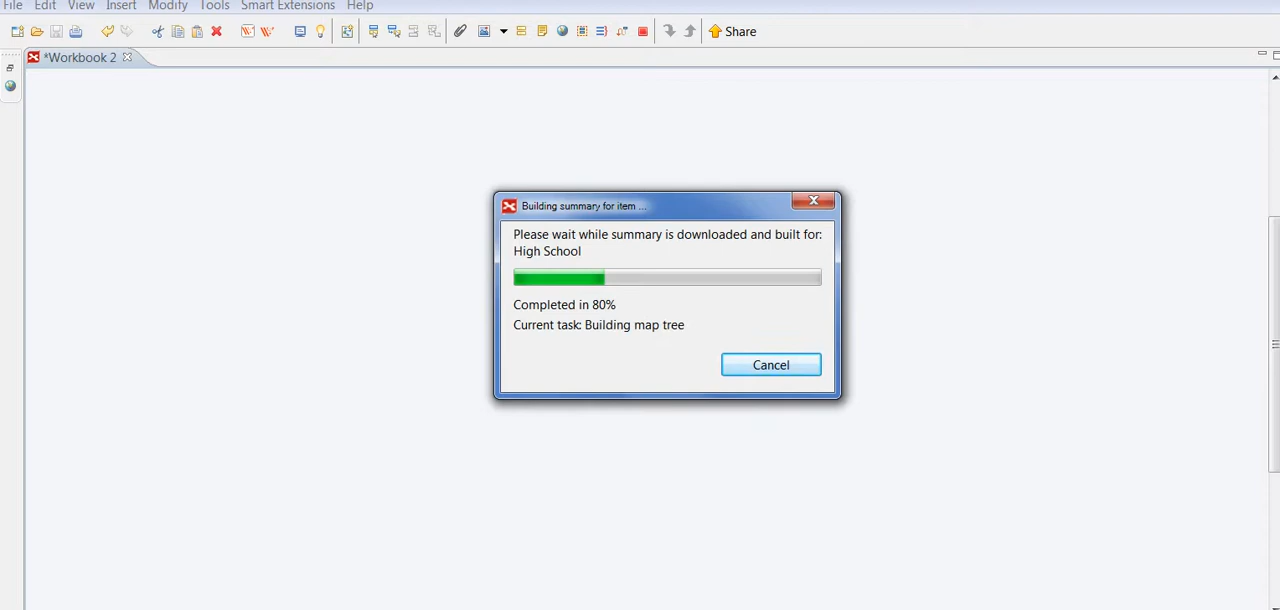 File Edit View Insert Modify Tools Smart Extensions Help
Share
*Workbook 2
Building summary for item ...
Please wait while summary is downloaded and built for:
High School
Completed in 80%
Current task: Building map tree
Cancel